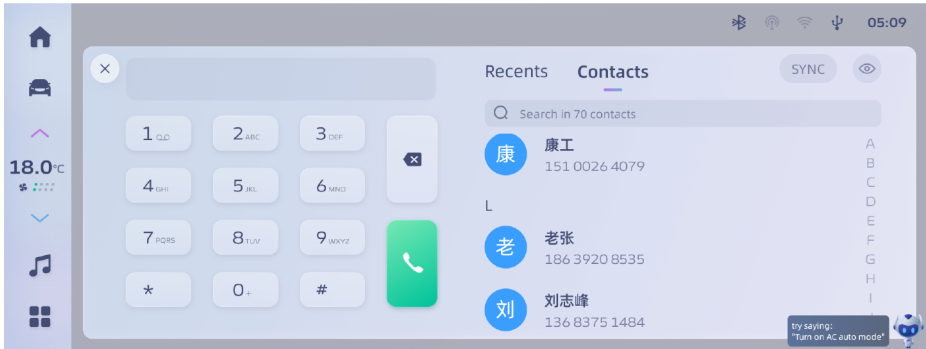 05:09
Recents
Contacts
SYNC
Search in 70 contacts
18.0°C
1
2 ABC
3 DEF
4 GHI
5 JKL
6 MNO
7 PQRS
8 TUV
9 WXYZ
*
0 +
#
康
康工
151 0026 4079
L
老
老张
186 3920 8535
刘
刘志峰
136 8375 1484
A
B
C
D
E
F
G
H
I
try saying:
"Turn on AC auto mode"